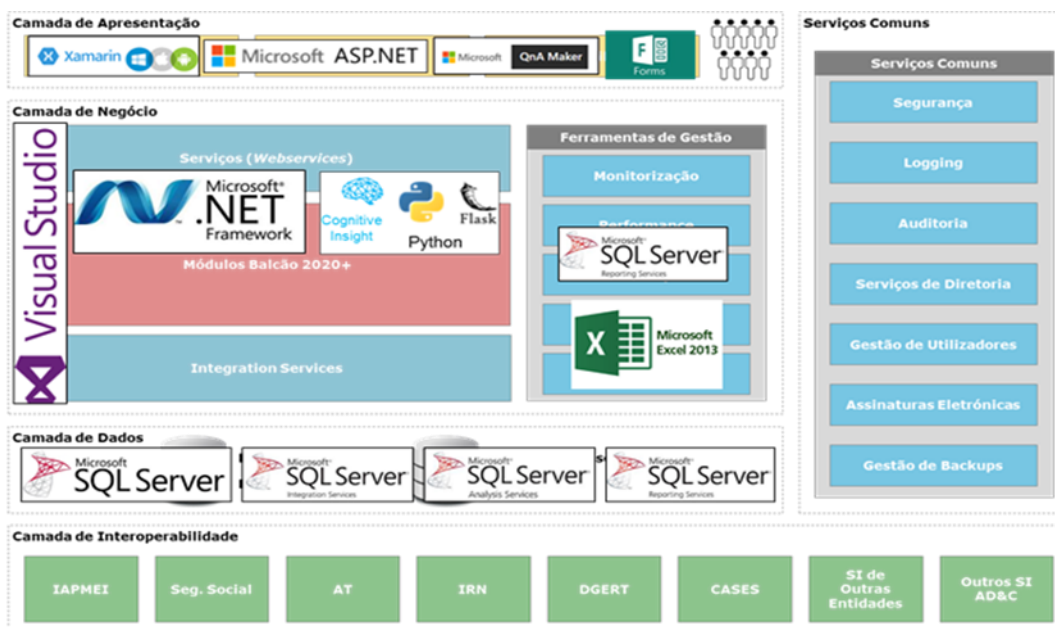 Camada de Apresentação
Xamarin
Microsoft ASP.NET
Microsoft
QnA Maker
F
Forms
Camada de Negócio
Visual Studio
Serviços (Webservices)
Microsoft®
.NET
Framework
Cognitive
Insight
Python
Flask
Módulos Balcão 2020+
Integration Services
Ferramentas de Gestão
Monitorização
Performance
Microsoft®
SQL Server
Reporting Services
X
Microsoft
Excel 2013
Camada de Dados
Microsoft
SQL Server
Microsoft®
SQL Server
Integration Services
Microsoft®
SQL Server
Analysis Services
Microsoft®
SQL Server
Reporting Services
Camada de Interoperabilidade
IAPMEI
Seg. Social
AT
IRN
DGERT
CASES
SI de
Outras
Entidades
Outros SI
AD&C
Serviços Comuns
Serviços Comuns
Segurança
Logging
Auditoria
Serviços de Diretoria
Gestão de Utilizadores
Assinaturas Eletrónicas
Gestão de Backups